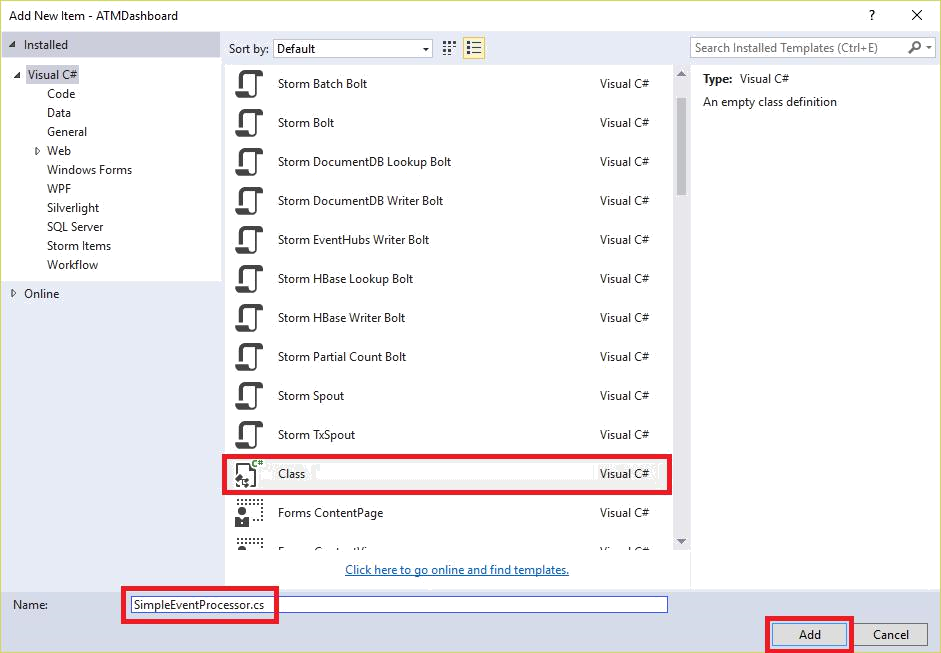 Add New Item - ATMDashboard
?
Installed
Sort by: Default
Search Installed Templates (Ctrl+E)
Visual C#
Code
Data
General
Web
Windows Forms
WPF
Silverlight
SQL Server
Storm Items
Workflow
Online
Storm Batch Bolt Visual C#
Storm Bolt Visual C#
Storm DocumentDB Lookup Bolt Visual C#
Storm DocumentDB Writer Bolt Visual C#
Storm EventHubs Writer Bolt Visual C#
Storm HBase Lookup Bolt Visual C#
Storm HBase Writer Bolt Visual C#
Storm Partial Count Bolt Visual C#
Storm Spout Visual C#
Storm TxSpout Visual C#
C#
Class Visual C#
Forms ContentPage Visual C#
Click here to go online and find templates.
Type: Visual C#
An empty class definition
Name: SimpleEventProcessor.cs
Add Cancel